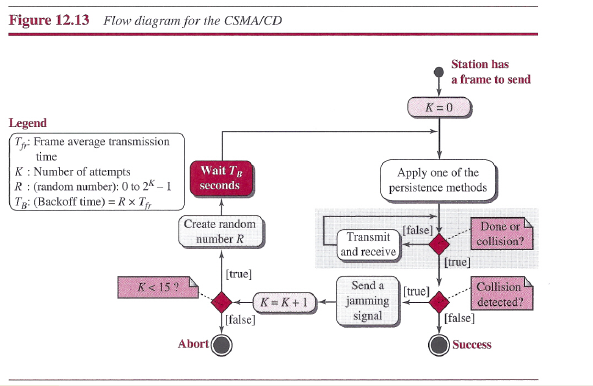 Figure 12.13 Flow diagram for the CSMA/CD
Station has
a frame to send
K = 0
Legend
Tfr: Frame average transmission
time
K : Number of attempts
R : (random number): 0 to 2^K – 1
TB: (Backoff time) = R × Tfr
Wait TB
seconds
Apply one of the
persistence methods
Create random
number R
Transmit
and receive
[false]
Done or
collision?
[true]
K < 15 ?
[true]
K = K + 1
Send a
jamming
signal
[true]
Collision
detected?
[false]
[false]
Abort
Success